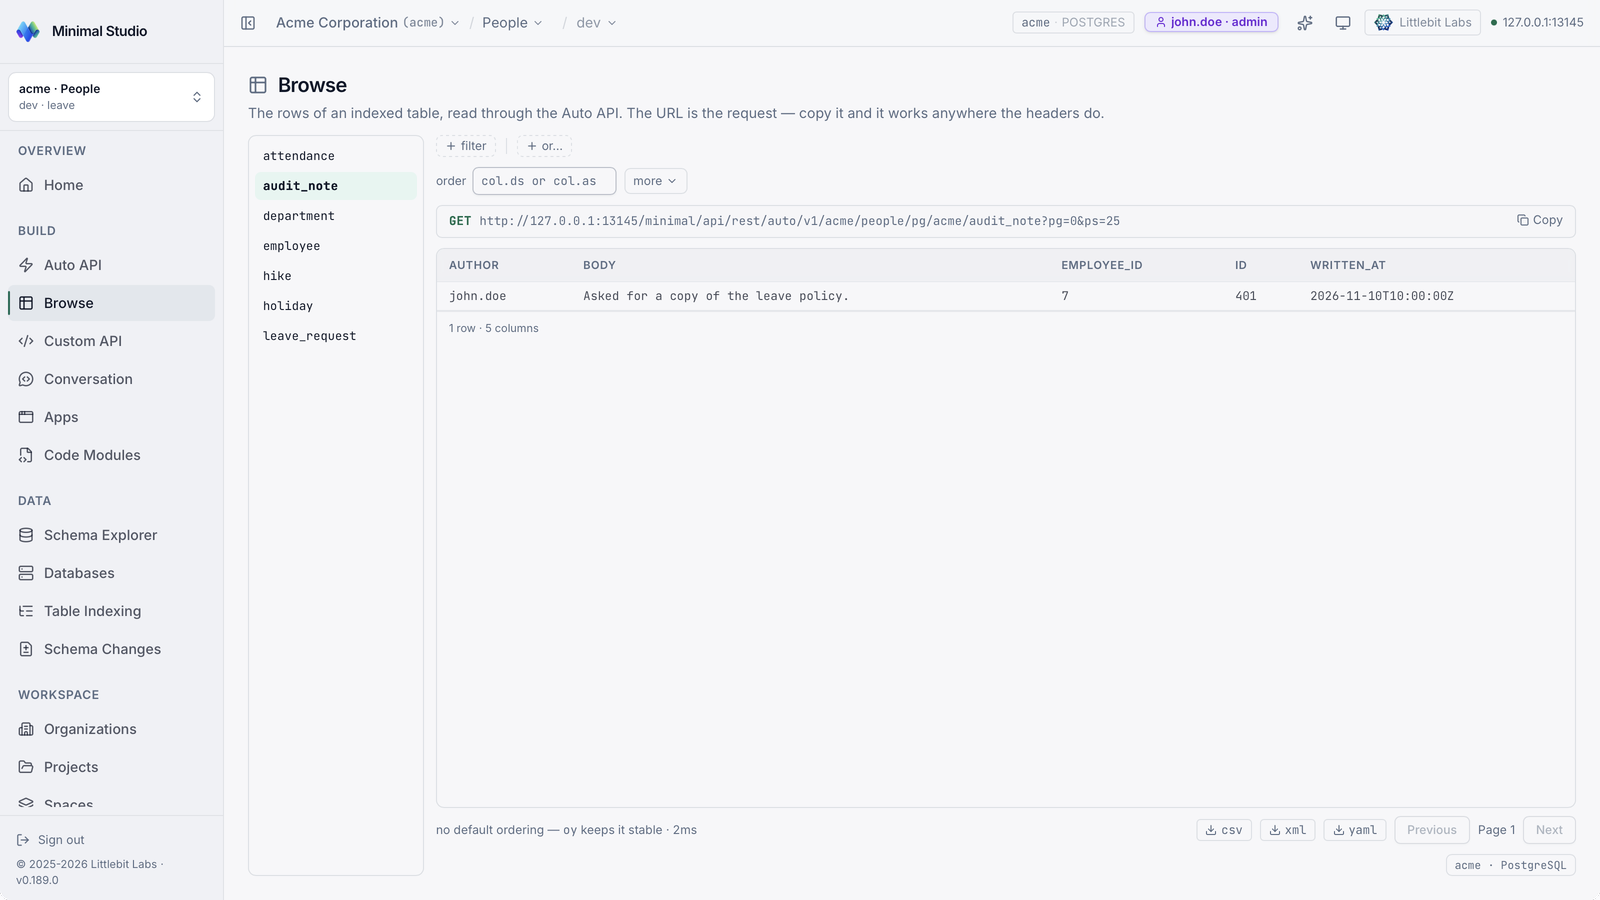 Minimal Studio
Acme Corporation (acme) / People / dev
acme · POSTGRES
john.doe · admin
Littlebit Labs
127.0.0.1:13145
acme · People
dev · leave
OVERVIEW
Home
BUILD
Auto API
Browse
Custom API
Conversation
Apps
Code Modules
DATA
Schema Explorer
Databases
Table Indexing
Schema Changes
WORKSPACE
Organizations
Projects
Spaces
Sign out
© 2025-2026 Littlebit Labs ·
v0.189.0
Browse
The rows of an indexed table, read through the Auto API. The URL is the request — copy it and it works anywhere the headers do.
attendance
audit_note
department
employee
hike
holiday
leave_request
+ filter
+ or...
order col.ds or col.as more
GET http://127.0.0.1:13145/minimal/api/rest/auto/v1/acme/people/pg/acme/audit_note?pg=0&ps=25
Copy
AUTHOR BODY EMPLOYEE_ID ID WRITTEN_AT
john.doe Asked for a copy of the leave policy. 7 401 2026-11-10T10:00:00Z
1 row · 5 columns
no default ordering — oy keeps it stable · 2ms
csv xml yaml Previous Page 1 Next
acme · PostgreSQL